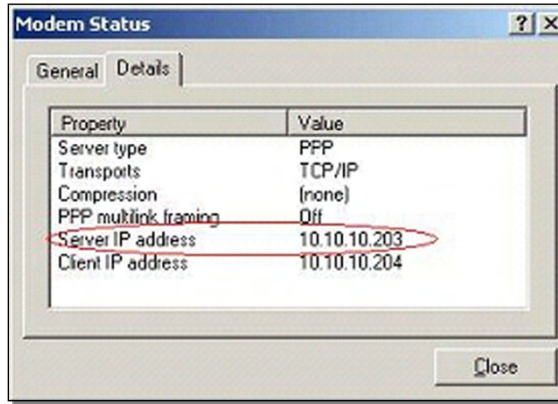 Modem Status
General Details
Property Value
Server type PPP
Transports TCP/IP
Compression (none)
PPP multilink framing Off
Server IP address 10.10.10.203
Client IP address 10.10.10.204
Close